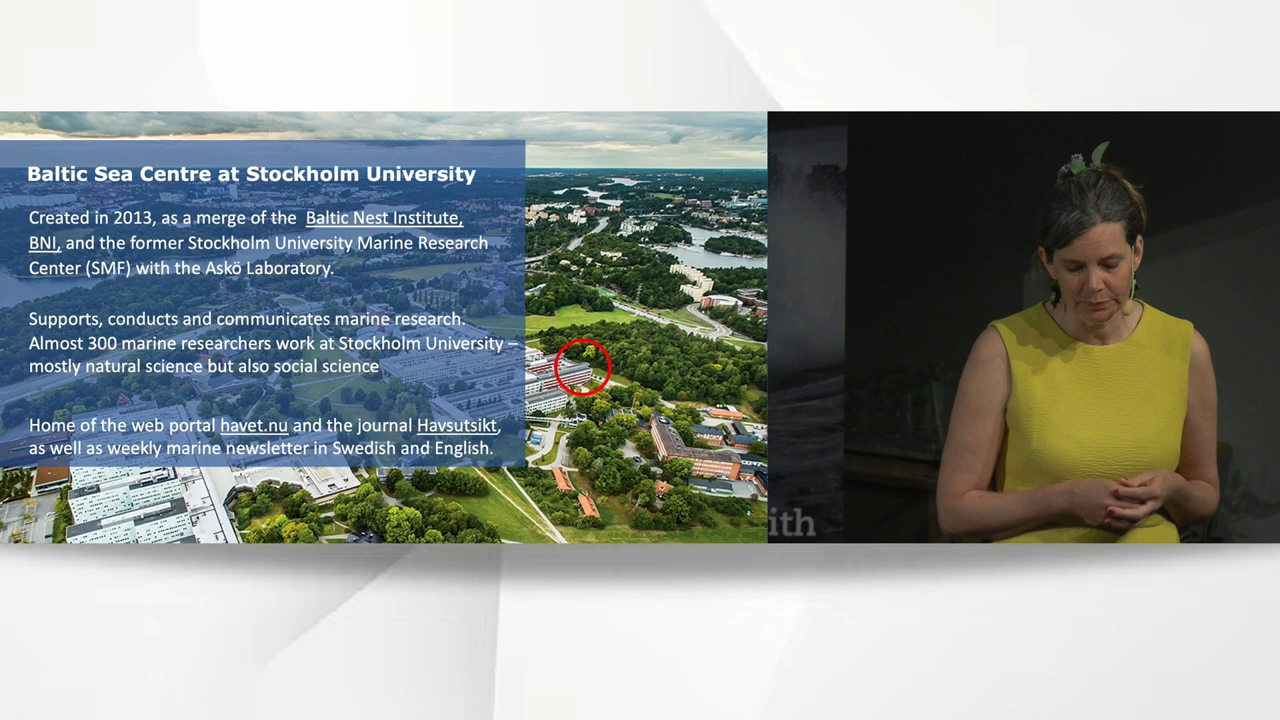 Baltic Sea Centre at Stockholm University
Created in 2013, as a merge of the Baltic Nest Institute,
BNI, and the former Stockholm University Marine Research
Center (SMF) with the Askö Laboratory.
Supports, conducts and communicates marine research.
Almost 300 marine researchers work at Stockholm University –
mostly natural science but also social science
Home of the web portal havet.nu and the journal Havsutsikt,
as well as weekly marine newsletter in Swedish and English.
ith